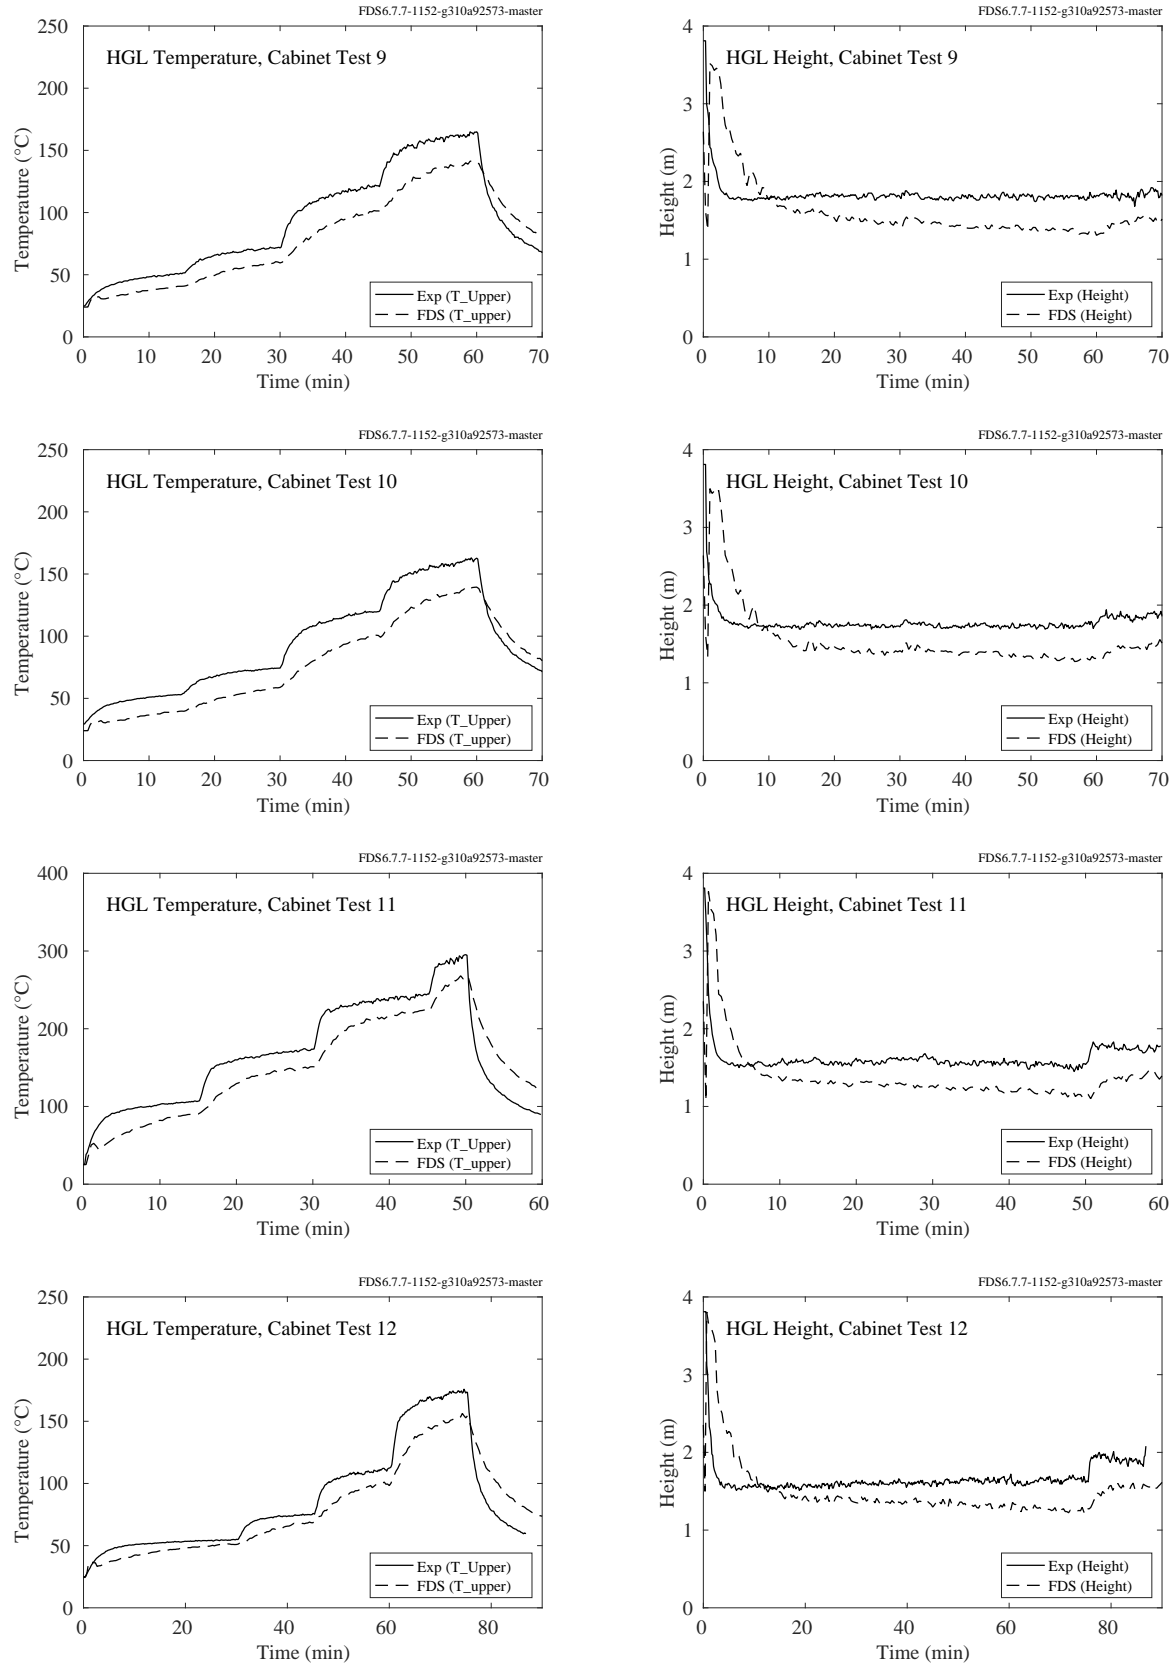 FDS6.7.7-1152-g310a92573-master
HGL Temperature, Cabinet Test 9
Temperature (°C)
250
200
150
100
50
0
0 10 20 30 40 50 60 70
Time (min)
Exp (T_Upper)
FDS (T_upper)
FDS6.7.7-1152-g310a92573-master
HGL Height, Cabinet Test 9
Height (m)
4
3
2
1
0
0 10 20 30 40 50 60 70
Time (min)
Exp (Height)
FDS (Height)
FDS6.7.7-1152-g310a92573-master
HGL Temperature, Cabinet Test 10
Temperature (°C)
250
200
150
100
50
0
0 10 20 30 40 50 60 70
Time (min)
Exp (T_Upper)
FDS (T_upper)
FDS6.7.7-1152-g310a92573-master
HGL Height, Cabinet Test 10
Height (m)
4
3
2
1
0
0 10 20 30 40 50 60 70
Time (min)
Exp (Height)
FDS (Height)
FDS6.7.7-1152-g310a92573-master
HGL Temperature, Cabinet Test 11
Temperature (°C)
400
300
200
100
0
0 10 20 30 40 50 60
Time (min)
Exp (T_Upper)
FDS (T_upper)
FDS6.7.7-1152-g310a92573-master
HGL Height, Cabinet Test 11
Height (m)
4
3
2
1
0
0 10 20 30 40 50 60
Time (min)
Exp (Height)
FDS (Height)
FDS6.7.7-1152-g310a92573-master
HGL Temperature, Cabinet Test 12
Temperature (°C)
250
200
150
100
50
0
0 20 40 60 80
Time (min)
Exp (T_Upper)
FDS (T_upper)
FDS6.7.7-1152-g310a92573-master
HGL Height, Cabinet Test 12
Height (m)
4
3
2
1
0
0 20 40 60 80
Time (min)
Exp (Height)
FDS (Height)